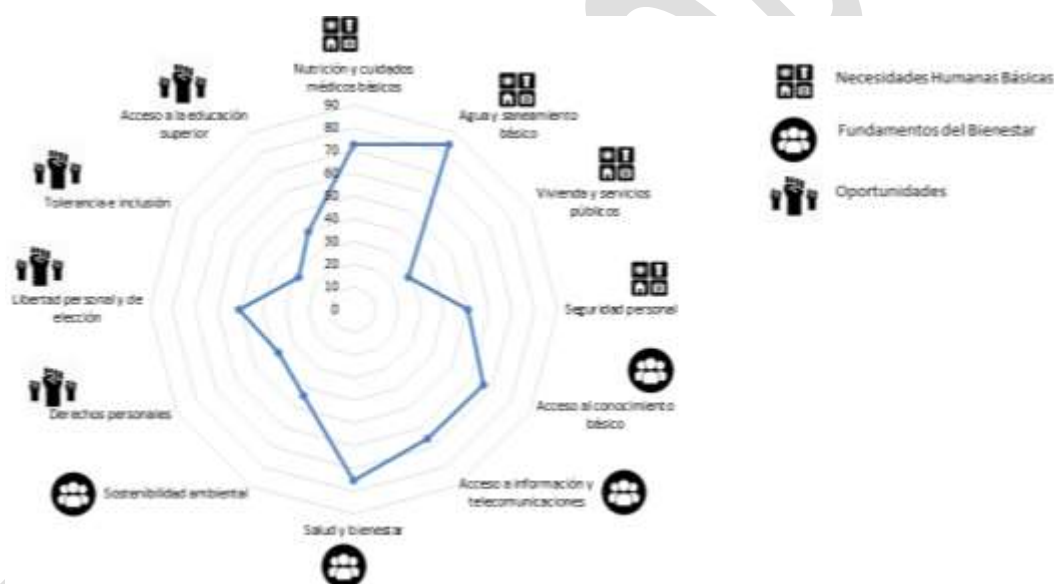 Nutrición y cuidados
médicos básicos
Agua y saneamiento
básico
Vivienda y servicios
públicos
Seguridad personal
Acceso al conocimiento
básico
Acceso a información y
telecomunicaciones
Salud y bienestar
Sostenibilidad ambiental
Derechos personales
Libertad personal y de
elección
Tolerancia e inclusión
Acceso a la educación
superior
90
80
70
60
50
40
30
20
10
0
Necesidades Humanas Básicas
Fundamentos del Bienestar
Oportunidades